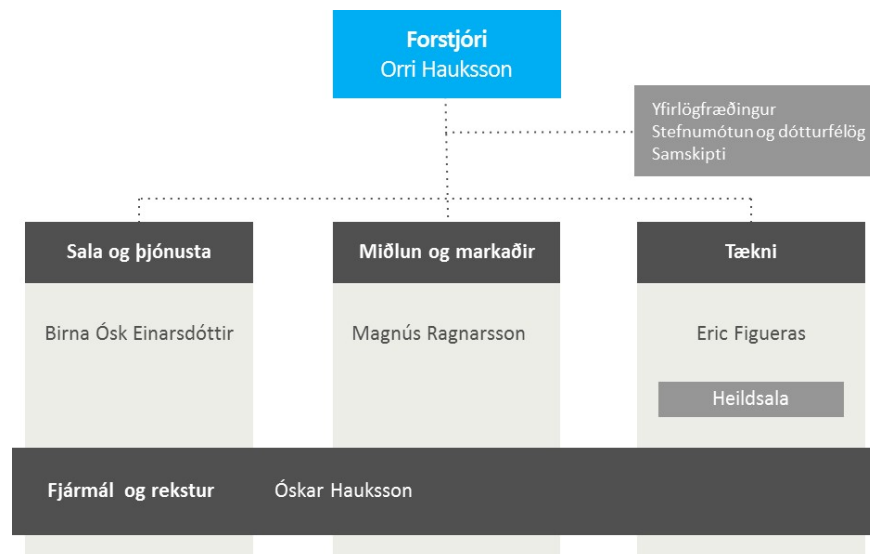 Forstjóri
Orri Hauksson
Yfirlögfræðingur
Stefnumótun og dótturfélög
Samskipti
Sala og þjónusta
Miðlun og markaðir
Tækni
Birna Ósk Einarsdóttir
Magnús Ragnarsson
Eric Figueras
Heildsala
Fjármál og rekstur
Óskar Hauksson